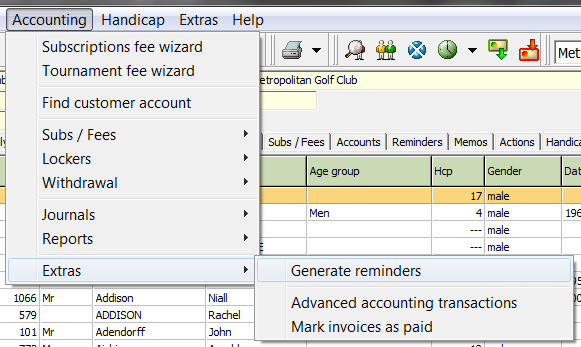 Accounting Handicap Extras Help
Subscriptions fee wizard
Tournament fee wizard
Met
etropolitan Golf Club
Find customer account
Subs / Fees
Subs / Fees Accounts Reminders Memos Actions Handica
Lockers
Age group Hcp Gender Dat
Withdrawal
17 male
Journals
Men 4 male 196
Reports
--- male
--- male
Extras
Generate reminders
1066 Mr Addison Niall
Advanced accounting transactions
579 ADDISON Rachel
Mark invoices as paid
101 Mr Adendorff John